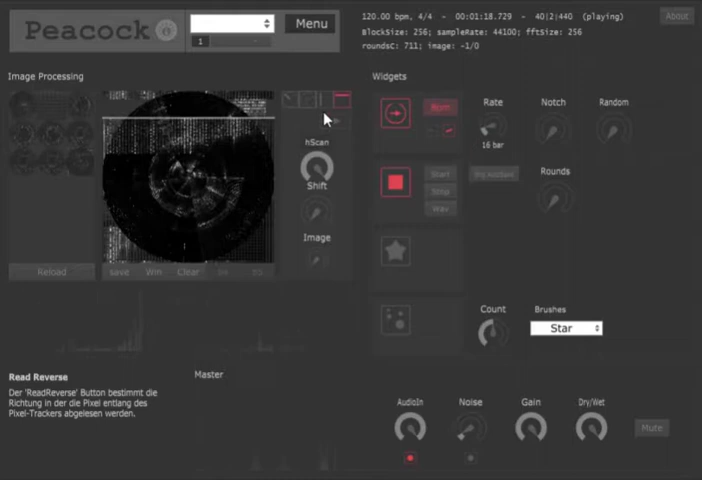 Peacock
Menu
1
120.00 bpm, 4/4 - 00:01:18.729 - 40|2|440 (playing)
BlockSize: 256; sampleRate: 44100; fftSize: 256
roundsC: 711; image: -1/0
About
Image Processing
hScan
Shift
Image
Reload
save
Win
Clear
Widgets
Rate
16 bar
Notch
Random
Start
Stop
Wav
Rounds
Count
Brushes
Star
Read Reverse
Der 'ReadReverse' Button bestimmt die
Richtung in der die Pixel entlang des
Pixel-Trackers abgelesen werden.
Master
AudioIn
Noise
Gain
Dry/Wet
Mute